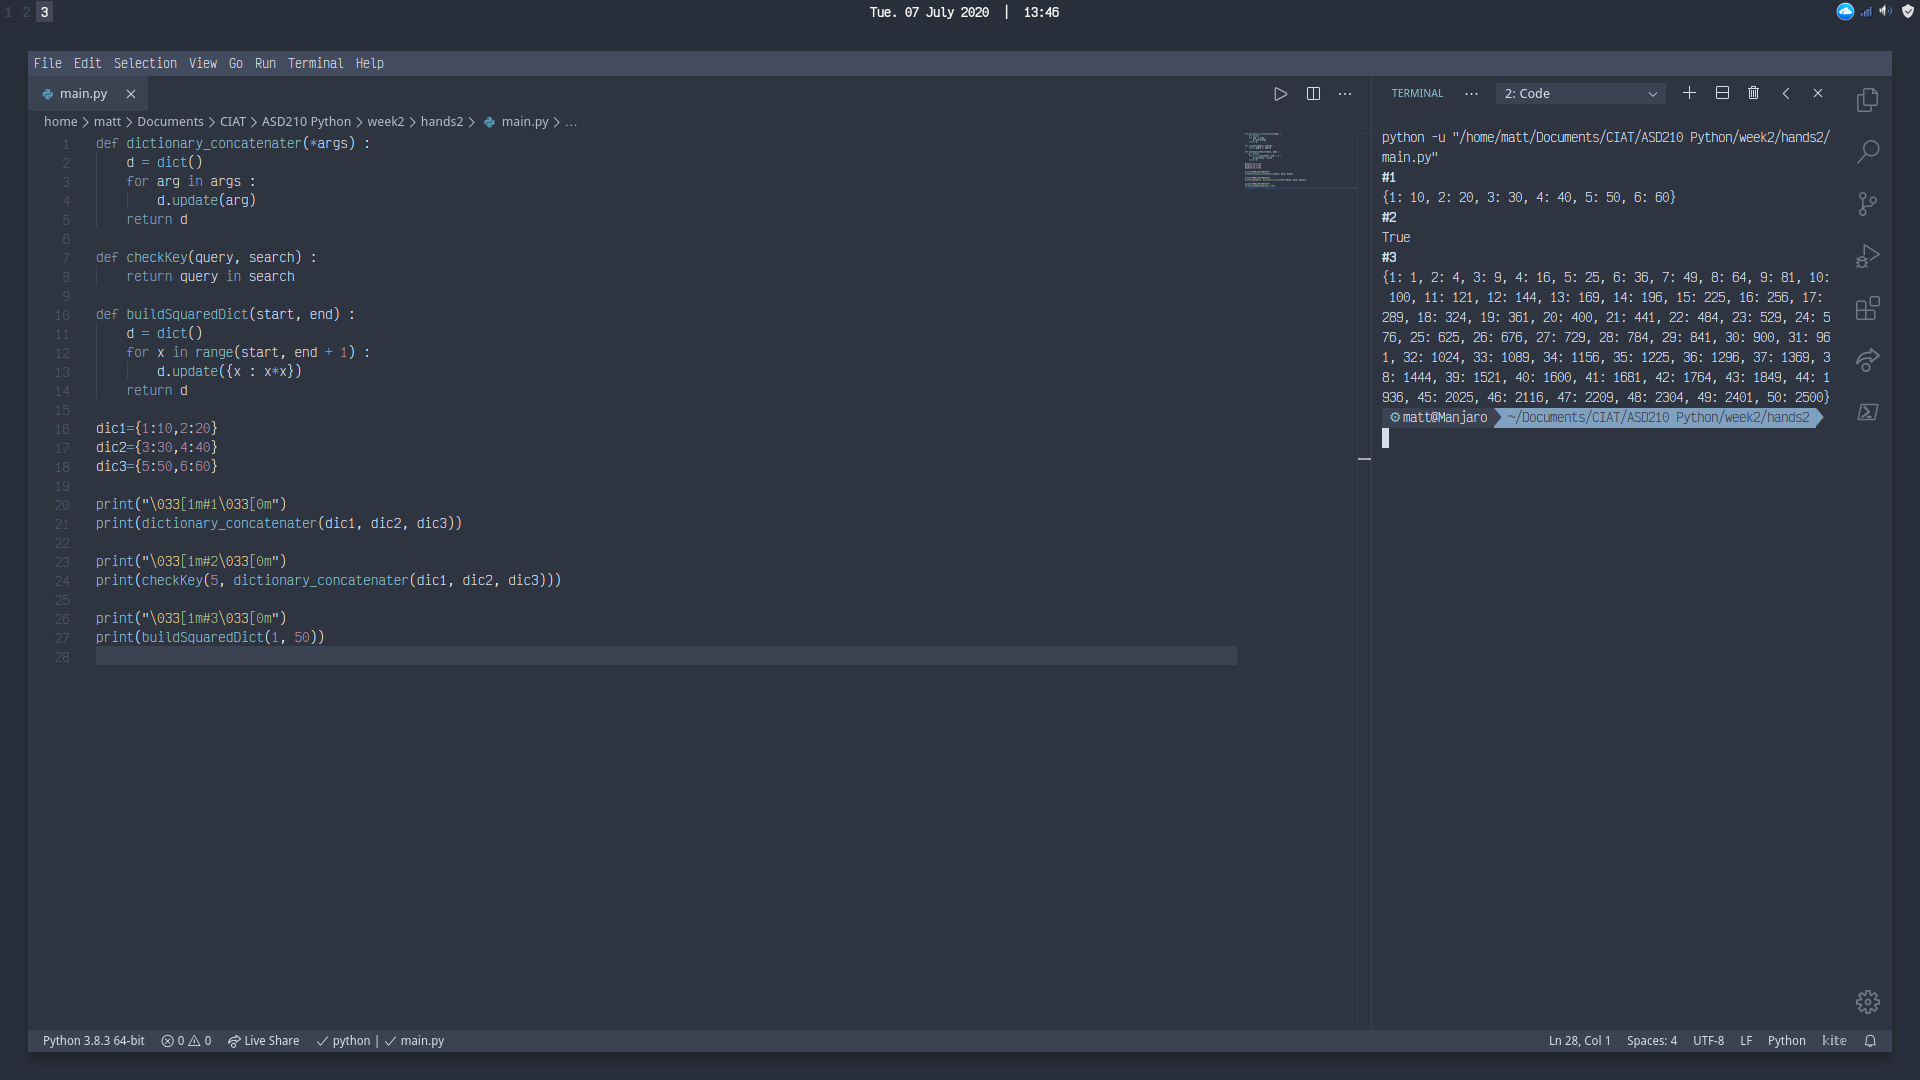 1 2 3
Tue. 07 July 2020 | 13:46
File Edit Selection View Go Run Terminal Help
main.py
home > matt > Documents > CIAT > ASD210 Python > week2 > hands2 > main.py > ...
1 def dictionary_concatenater(*args) :
2     d = dict()
3     for arg in args :
4         d.update(arg)
5     return d
6
7 def checkKey(query, search) :
8     return query in search
9
10 def buildSquaredDict(start, end) :
11     d = dict()
12     for x in range(start, end + 1) :
13         d.update({x : x*x})
14     return d
15
16 dic1={1:10,2:20}
17 dic2={3:30,4:40}
18 dic3={5:50,6:60}
19
20 print("\033[1m#1\033[0m")
21 print(dictionary_concatenater(dic1, dic2, dic3))
22
23 print("\033[1m#2\033[0m")
24 print(checkKey(5, dictionary_concatenater(dic1, dic2, dic3)))
25
26 print("\033[1m#3\033[0m")
27 print(buildSquaredDict(1, 50))
28
TERMINAL ... 2: Code
python -u "/home/matt/Documents/CIAT/ASD210 Python/week2/hands2/
main.py"
#1
{1: 10, 2: 20, 3: 30, 4: 40, 5: 50, 6: 60}
#2
True
#3
{1: 1, 2: 4, 3: 9, 4: 16, 5: 25, 6: 36, 7: 49, 8: 64, 9: 81, 10:
 100, 11: 121, 12: 144, 13: 169, 14: 196, 15: 225, 16: 256, 17:
289, 18: 324, 19: 361, 20: 400, 21: 441, 22: 484, 23: 529, 24: 5
76, 25: 625, 26: 676, 27: 729, 28: 784, 29: 841, 30: 900, 31: 96
1, 32: 1024, 33: 1089, 34: 1156, 35: 1225, 36: 1296, 37: 1369, 3
8: 1444, 39: 1521, 40: 1600, 41: 1681, 42: 1764, 43: 1849, 44: 1
936, 45: 2025, 46: 2116, 47: 2209, 48: 2304, 49: 2401, 50: 2500}
matt@Manjaro ~/Documents/CIAT/ASD210 Python/week2/hands2
Python 3.8.3 64-bit 0 0 Live Share ✓ python | ✓ main.py
Ln 28, Col 1 Spaces: 4 UTF-8 LF Python kite